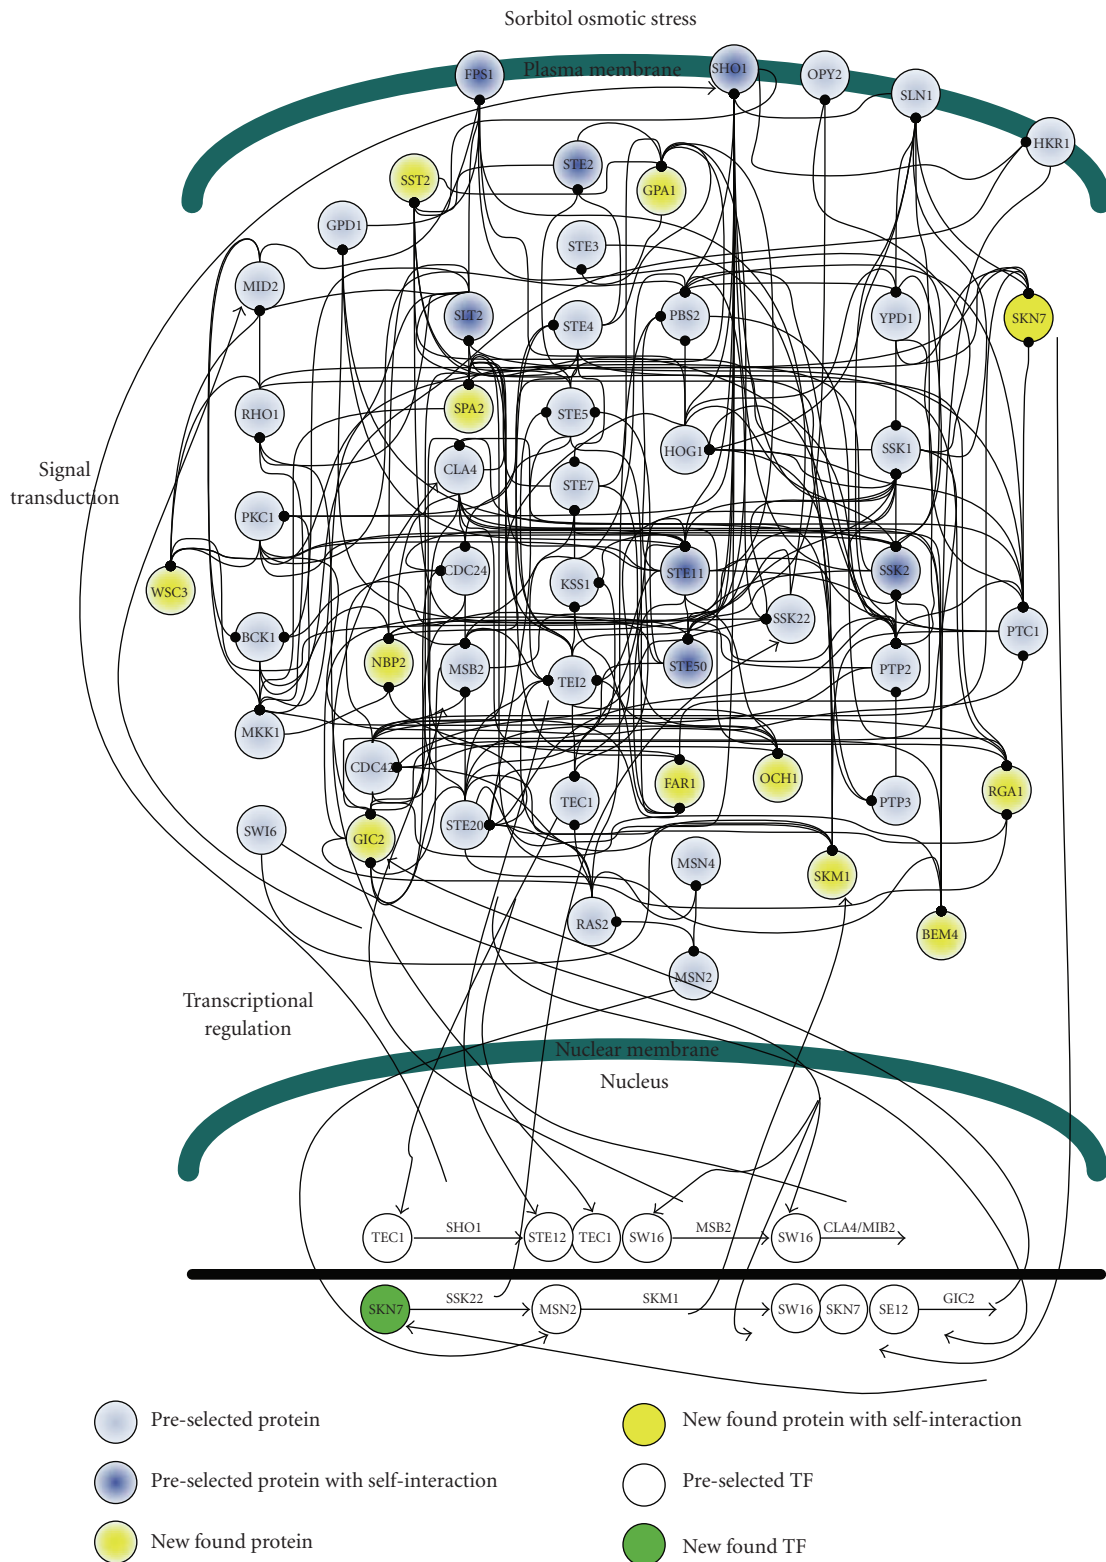 Sorbitol osmotic stress
FPS1
Plasma membrane
SHO1
OPY2
SLN1
HKR1
STE2
SST2
GPA1
GPD1
STE3
MID2
SLT2
STE4
PBS2
YPD1
SKN7
RHO1
SPA2
STE5
HOG1
SSK1
Signal
transduction
CLA4
STE7
PKC1
CDC24
KSS1
STE11
SSK2
WSC3
SSK22
BCK1
PTC1
NBP2
MSB2
TEI2
STE50
PTP2
MKK1
CDC42
FAR1
OCH1
RGA1
PTP3
TEC1
SWI6
GIC2
STE20
MSN4
SKM1
RAS2
BEM4
MSN2
Transcriptional
regulation
Nuclear membrane
Nucleus
TEC1
SHO1
STE12
TEC1
SW16
MSB2
SW16
CLA4/MIB2
SKN7
SSK22
MSN2
SKM1
SW16
SKN7
SE12
GIC2
Pre-selected protein
New found protein with self-interaction
Pre-selected protein with self-interaction
Pre-selected TF
New found protein
New found TF